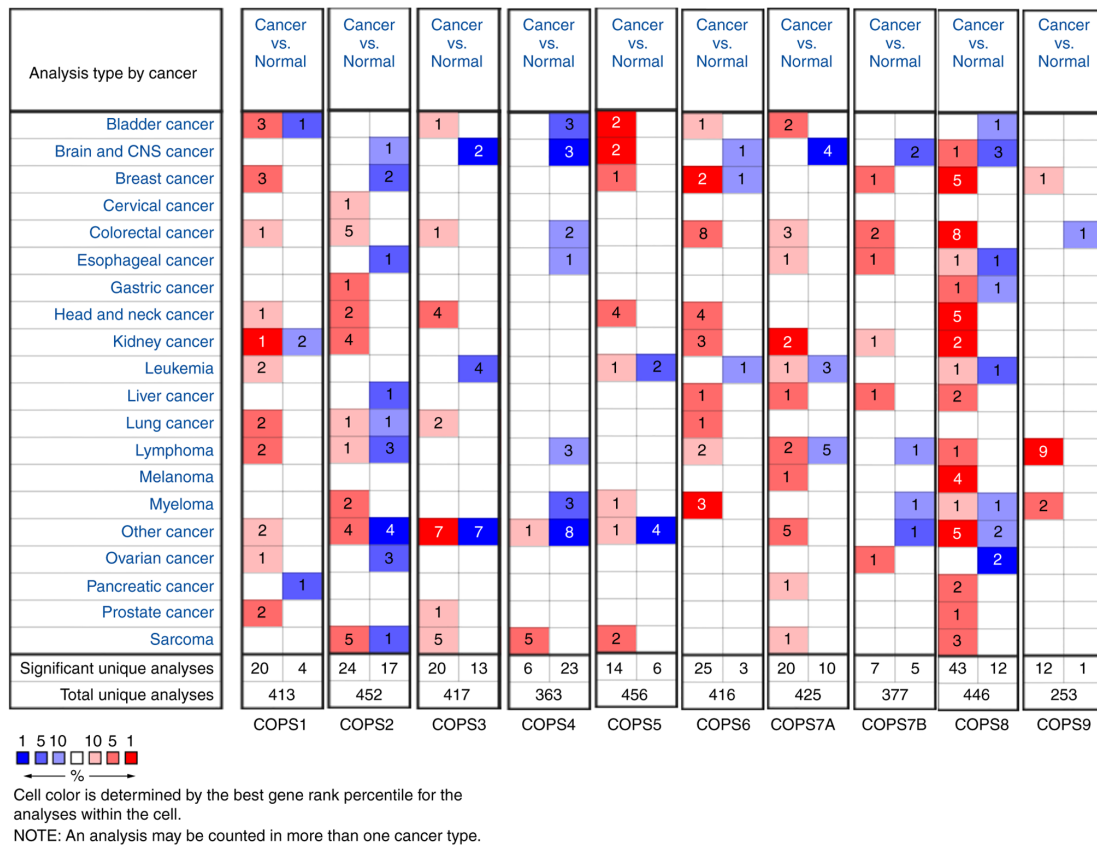 Analysis type by cancer
Cancer vs. Normal Cancer vs. Normal Cancer vs. Normal Cancer vs. Normal Cancer vs. Normal Cancer vs. Normal Cancer vs. Normal Cancer vs. Normal Cancer vs. Normal Cancer vs. Normal
Bladder cancer 3 1 1 3 2 1 2 1
Brain and CNS cancer 1 2 3 2 1 4 2 1 3
Breast cancer 3 2 1 2 1 1 5 1
Cervical cancer 1
Colorectal cancer 1 5 1 2 8 3 2 8 1
Esophageal cancer 1 1 1 1 1 1
Gastric cancer 1 1 1
Head and neck cancer 1 2 4 4 4 5
Kidney cancer 1 2 4 3 2 1 2
Leukemia 2 3 1 2 1 1 3 1 1
Liver cancer 1 1 1 1 2
Lung cancer 2 1 1 2 1
Lymphoma 2 1 3 3 2 2 5 1 1 9
Melanoma 1 4
Myeloma 2 3 1 3 1 1 1 2
Other cancer 2 4 4 7 7 1 8 1 4 5 1 5 2
Ovarian cancer 1 3 1 2
Pancreatic cancer 1 1 2
Prostate cancer 2 1 1
Sarcoma 5 1 5 5 2 1 3
Significant unique analyses 20 4 24 17 20 13 6 23 14 6 25 3 20 10 7 5 43 12 12 1
Total unique analyses 413 452 417 363 456 416 425 377 446 253
COPS1 COPS2 COPS3 COPS4 COPS5 COPS6 COPS7A COPS7B COPS8 COPS9
1 5 10 10 5 1
%
Cell color is determined by the best gene rank percentile for the
analyses within the cell.
NOTE: An analysis may be counted in more than one cancer type.